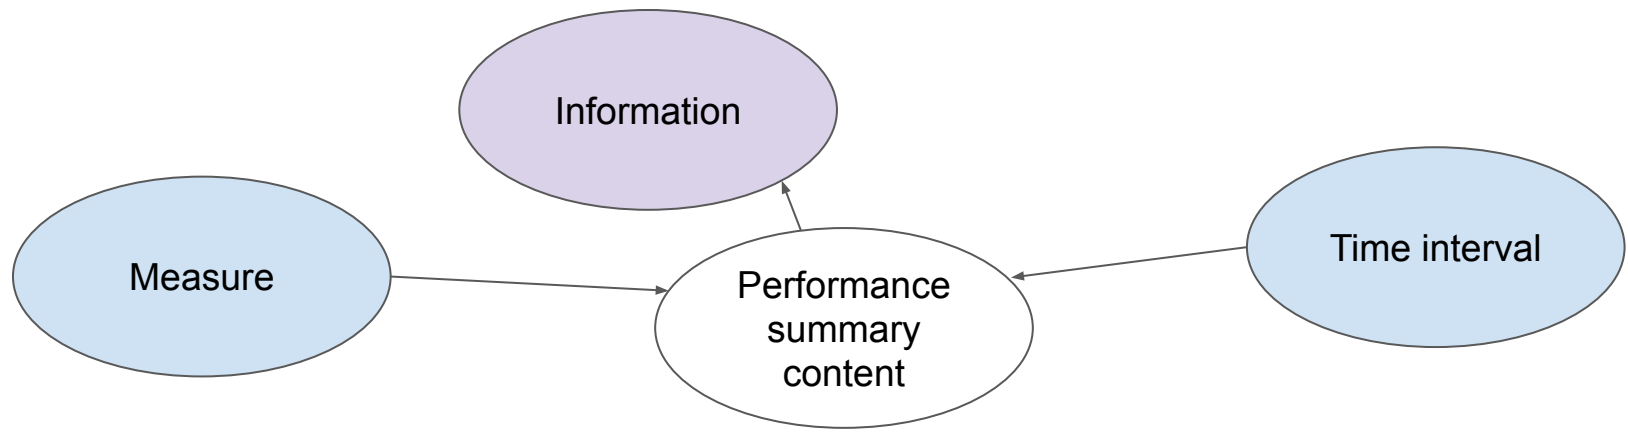 Information
Measure
Time interval
Performance
summary
content